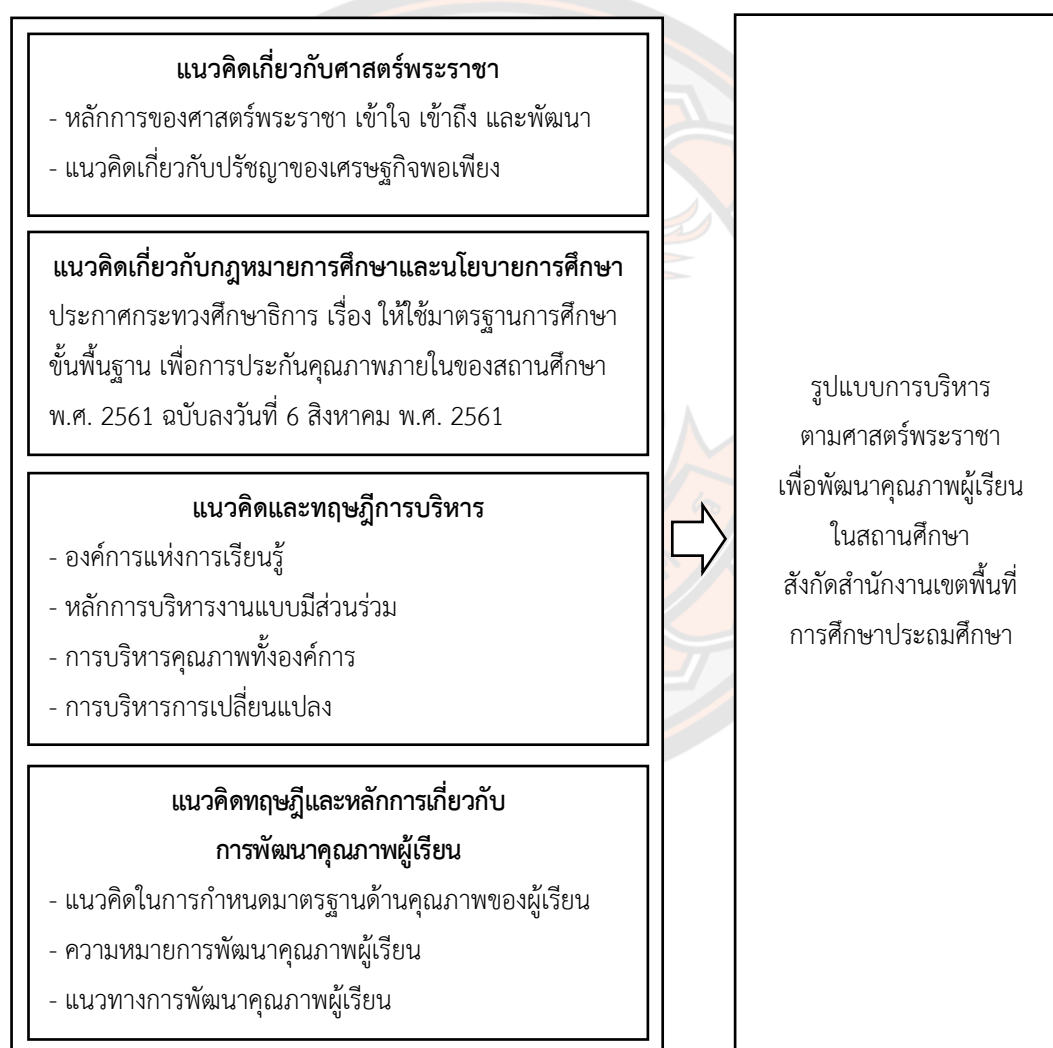 แนวคิดเกี่ยวกับศาสตร์พระราชา
- หลักการของศาสตร์พระราชา เข้าใจ เข้าถึง และพัฒนา
- แนวคิดเกี่ยวกับปรัชญาของเศรษฐกิจพอเพียง
แนวคิดเกี่ยวกับกฎหมายการศึกษาและนโยบายการศึกษา
ประกาศกระทวงศึกษาธิการ เรื่อง ให้ใช้มาตรฐานการศึกษา
ขั้นพื้นฐาน เพื่อการประกันคุณภาพภายในของสถานศึกษา
พ.ศ. 2561 ฉบับลงวันที่ 6 สิงหาคม พ.ศ. 2561
แนวคิดและทฤษฎีการบริหาร
- องค์การแห่งการเรียนรู้
- หลักการบริหารงานแบบมีส่วนร่วม
- การบริหารคุณภาพทั้งองค์การ
- การบริหารการเปลี่ยนแปลง
แนวคิดทฤษฎีและหลักการเกี่ยวกับ
การพัฒนาคุณภาพผู้เรียน
- แนวคิดในการกำหนดมาตรฐานด้านคุณภาพของผู้เรียน
- ความหมายการพัฒนาคุณภาพผู้เรียน
- แนวทางการพัฒนาคุณภาพผู้เรียน
รูปแบบการบริหาร
ตามศาสตร์พระราชา
เพื่อพัฒนาคุณภาพผู้เรียน
ในสถานศึกษา
สังกัดสำนักงานเขตพื้นที่
การศึกษาประถมศึกษา